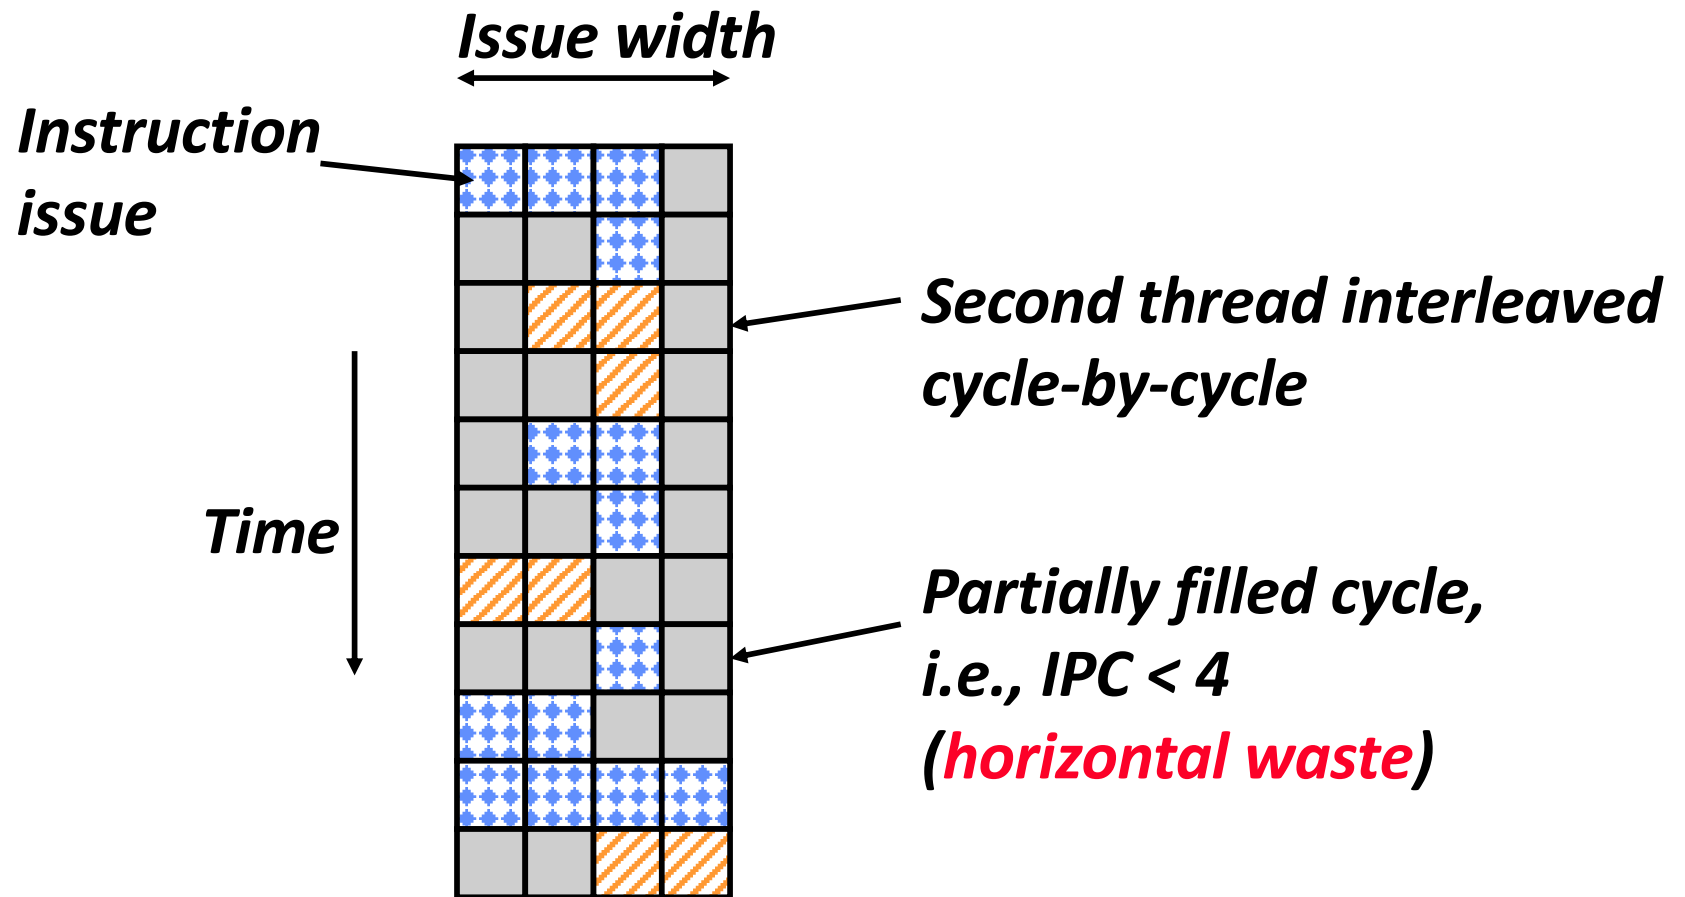 Issue width
Instruction
issue
Second thread interleaved
cycle-by-cycle
Time
Partially filled cycle,
i.e., IPC < 4
(horizontal waste)